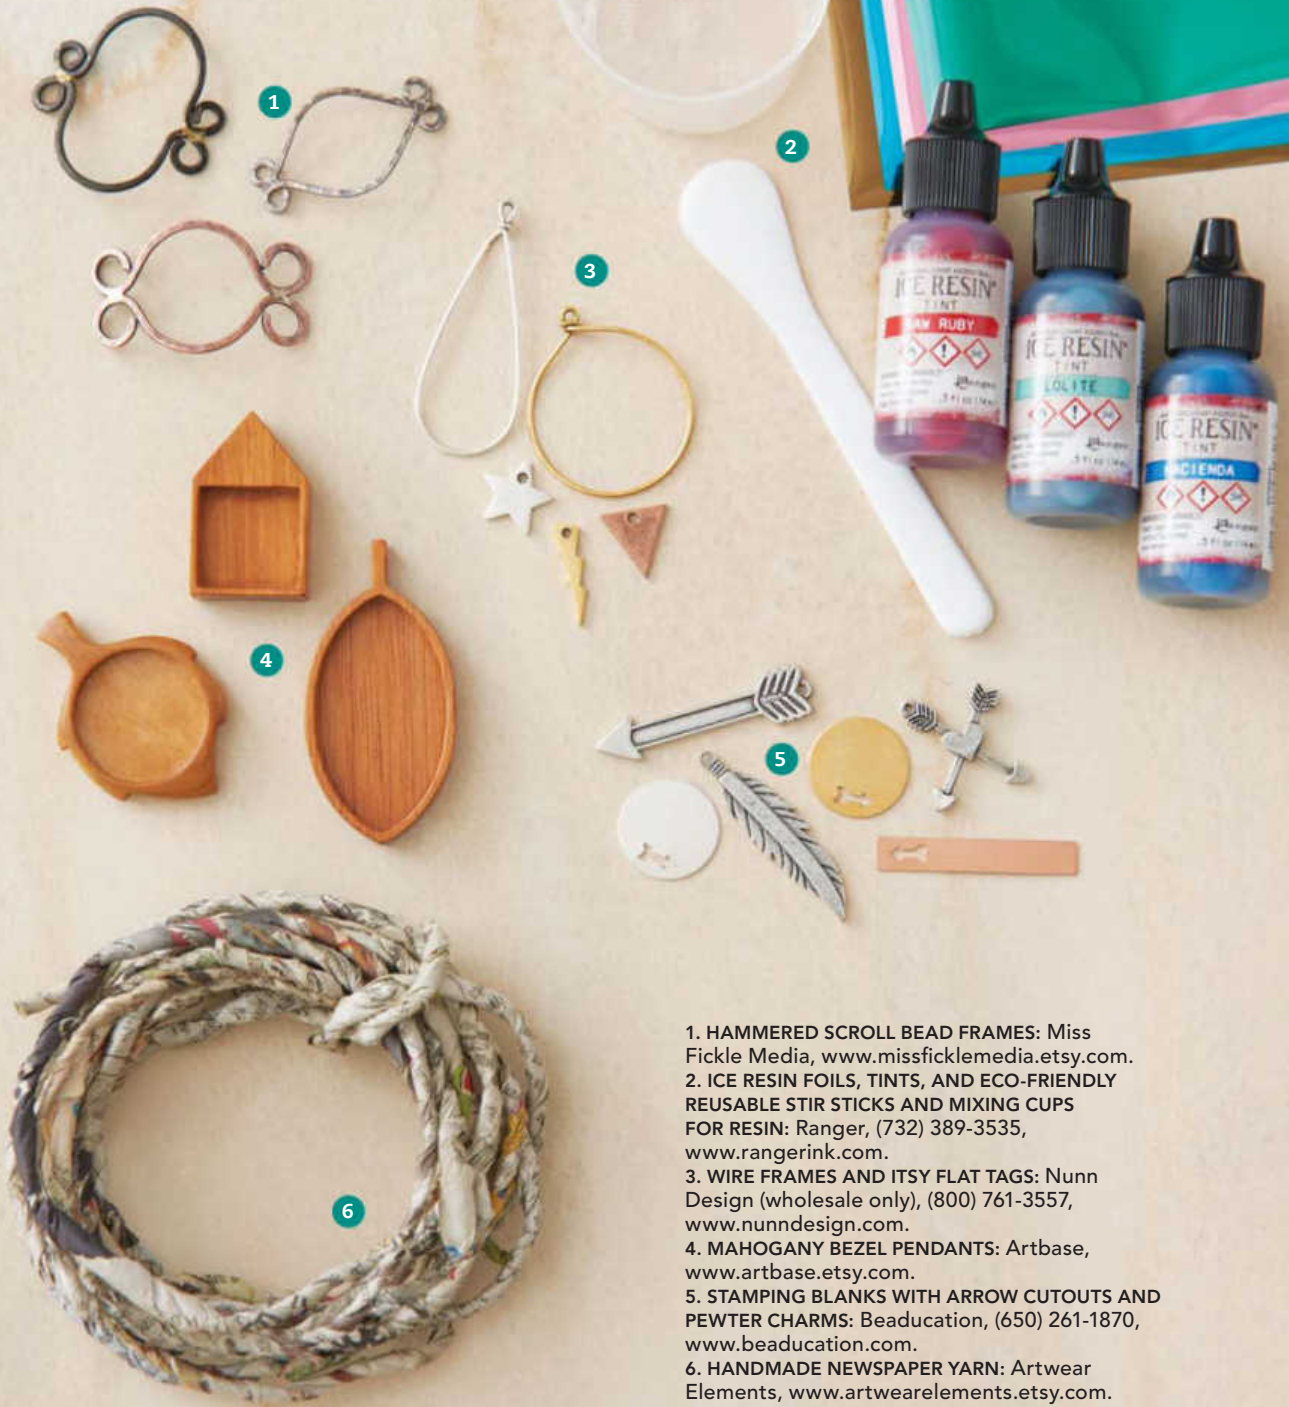 1
2
3
4
5
6
ICE RESIN®
TINT
RAW RUBY
Ranger
ICE RESIN®
TINT
LOLITE
Ranger
ICE RESIN®
TINT
HACIENDA
Ranger
1. HAMMERED SCROLL BEAD FRAMES: Miss
Fickle Media, www.missficklemedia.etsy.com.
2. ICE RESIN FOILS, TINTS, AND ECO-FRIENDLY
REUSABLE STIR STICKS AND MIXING CUPS
FOR RESIN: Ranger, (732) 389-3535,
www.rangerink.com.
3. WIRE FRAMES AND ITSY FLAT TAGS: Nunn
Design (wholesale only), (800) 761-3557,
www.nunndesign.com.
4. MAHOGANY BEZEL PENDANTS: Artbase,
www.artbase.etsy.com.
5. STAMPING BLANKS WITH ARROW CUTOUTS AND
PEWTER CHARMS: Beaducation, (650) 261-1870,
www.beaducation.com.
6. HANDMADE NEWSPAPER YARN: Artwear
Elements, www.artwearelements.etsy.com.